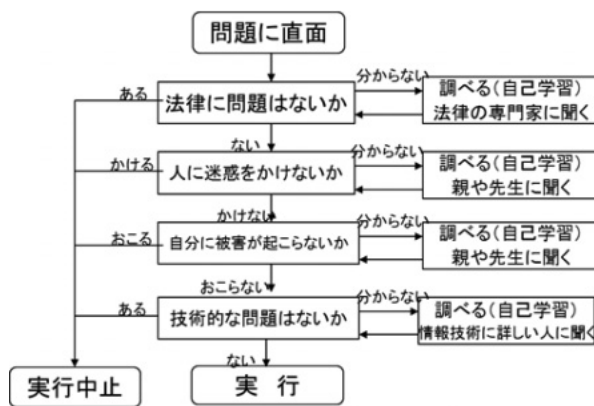 問題に直面
分からない
ある
法律に問題はないか
調べる(自己学習)
法律の専門家に聞く
ない
分からない
かける
人に迷惑をかけないか
調べる(自己学習)
親や先生に聞く
かけない
分からない
おこる
自分に被害が起こらないか
調べる(自己学習)
親や先生に聞く
おこらない
分からない
ある
技術的な問題はないか
調べる(自己学習)
情報技術に詳しい人に聞く
ない
実行中止
実 行